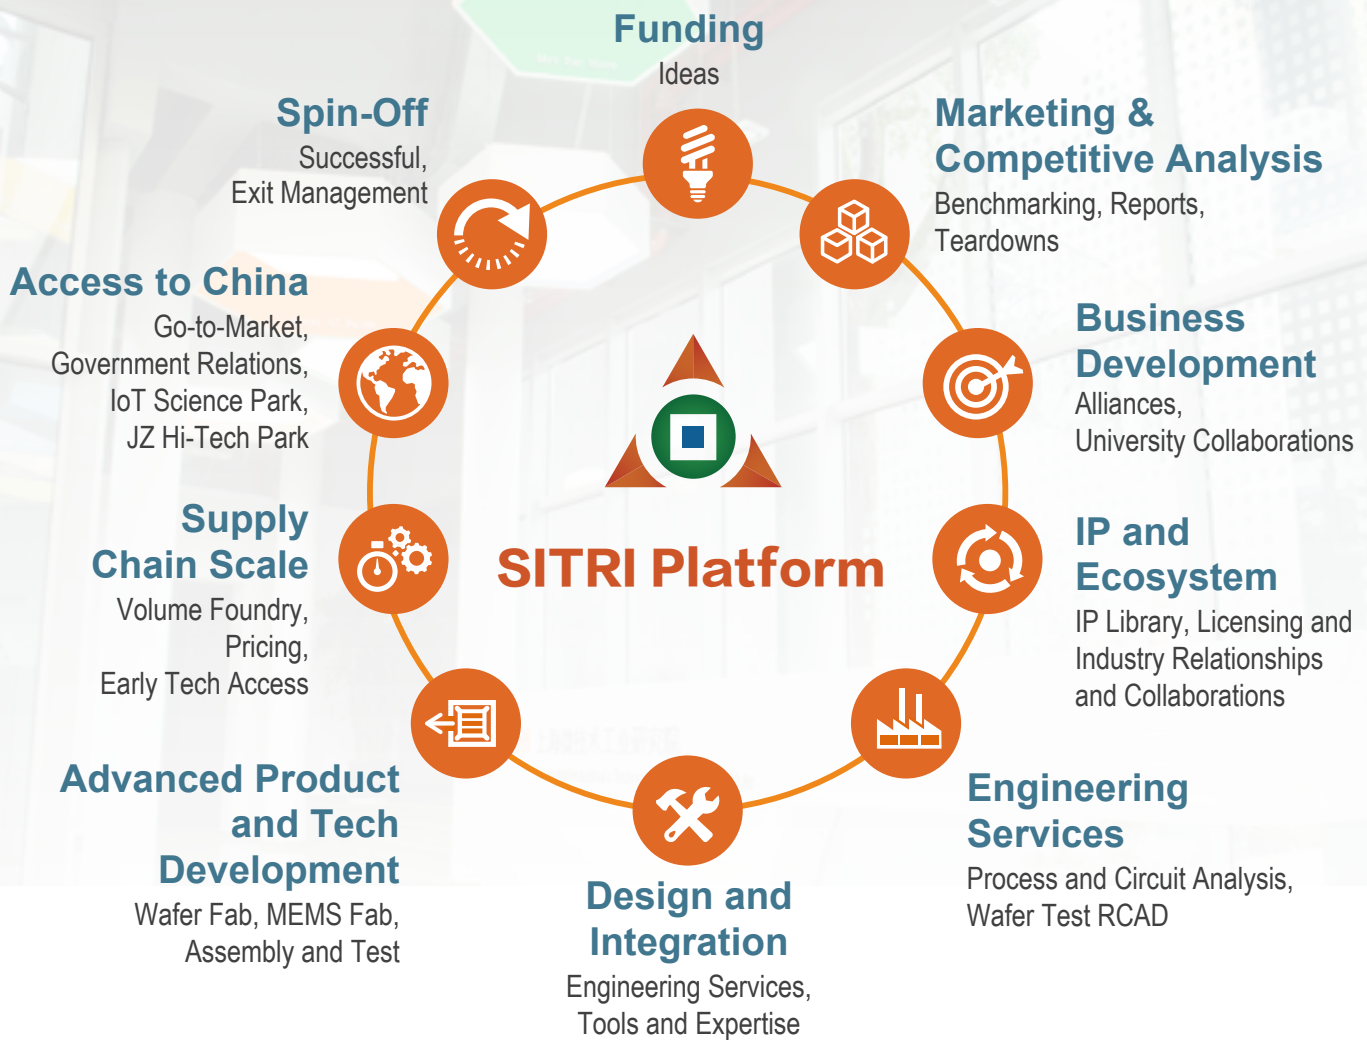 Funding
Ideas
Marketing &
Competitive Analysis
Benchmarking, Reports,
Teardowns
Business
Development
Alliances,
University Collaborations
IP and
Ecosystem
IP Library, Licensing and
Industry Relationships
and Collaborations
Engineering
Services
Process and Circuit Analysis,
Wafer Test RCAD
Design and
Integration
Engineering Services,
Tools and Expertise
Advanced Product
and Tech
Development
Wafer Fab, MEMS Fab,
Assembly and Test
Supply
Chain Scale
Volume Foundry,
Pricing,
Early Tech Access
Access to China
Go-to-Market,
Government Relations,
IoT Science Park,
JZ Hi-Tech Park
Spin-Off
Successful,
Exit Management
SITRI Platform